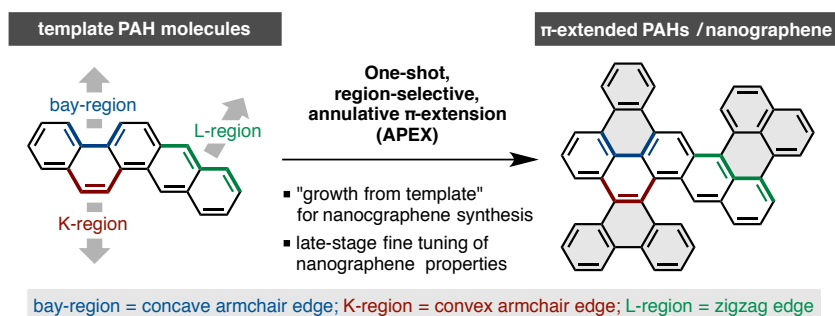 template PAH molecules
π-extended PAHs / nanographene
bay-region
L-region
K-region
One-shot,
region-selective,
annulative π-extension
(APEX)
■ "growth from template"
for nanocgraphene synthesis
■ late-stage fine tuning of
nanographene properties
bay-region = concave armchair edge; K-region = convex armchair edge; L-region = zigzag edge